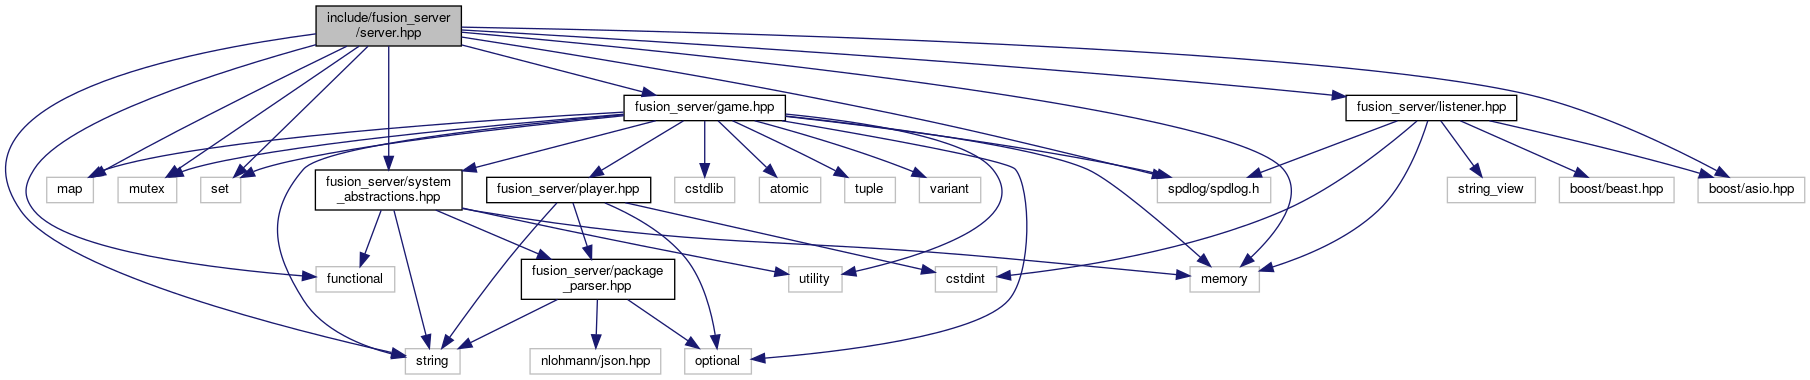 include/fusion_server
/server.hpp
fusion_server/game.hpp
fusion_server/listener.hpp
map
mutex
set
fusion_server/system
_abstractions.hpp
fusion_server/player.hpp
cstdlib
atomic
tuple
variant
spdlog/spdlog.h
string_view
boost/beast.hpp
boost/asio.hpp
functional
fusion_server/package
_parser.hpp
utility
cstdint
memory
string
nlohmann/json.hpp
optional